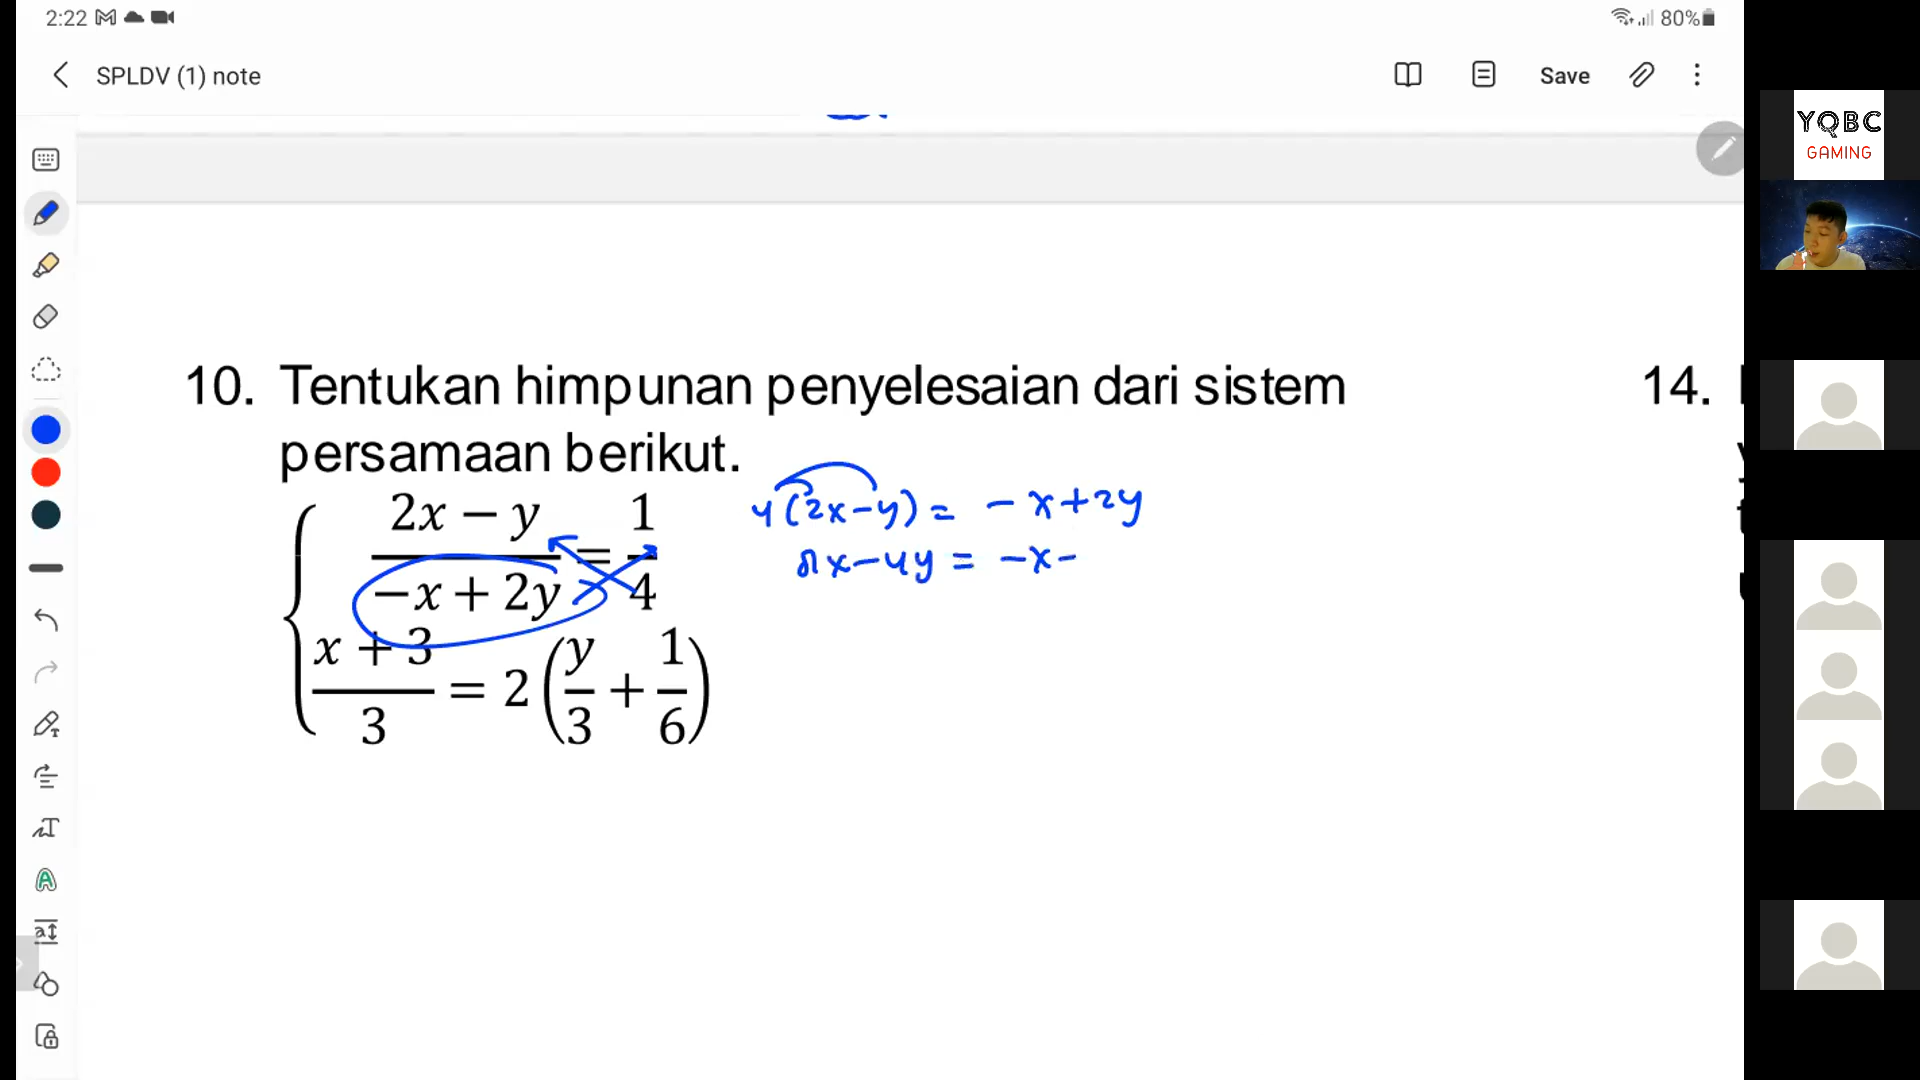 2:22
80%
SPLDV (1) note
Save
YQBC
GAMING
10. Tentukan himpunan penyelesaian dari sistem
persamaan berikut.
14.
2x − y / −x + 2y = 1/4
x + 3 / 3 = 2 (y/3 + 1/6)
4(2x−y) = −x+2y
8x−4y = −x−